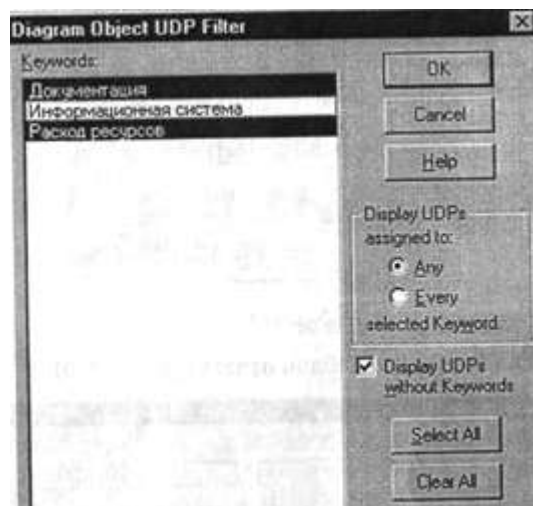 Diagram Object UDP Filter
Keywords:
Документация
Информационная система
Расход ресурсов
OK
Cancel
Help
Display UDPs
assigned to:
Any
Every
selected Keyword.
Display UDPs
without Keywords
Select All
Clear All